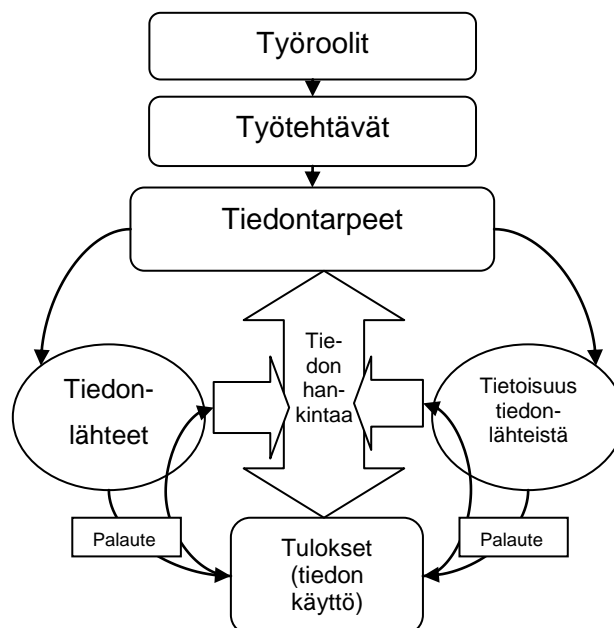 Työroolit
Työtehtävät
Tiedontarpeet
Tie-
don
han-
kintaa
Tiedon-
lähteet
Tietoisuus
tiedon-
lähteistä
Palaute
Palaute
Tulokset
(tiedon
käyttö)